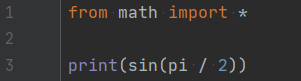 1 from math import *
2
3 print(sin(pi / 2))